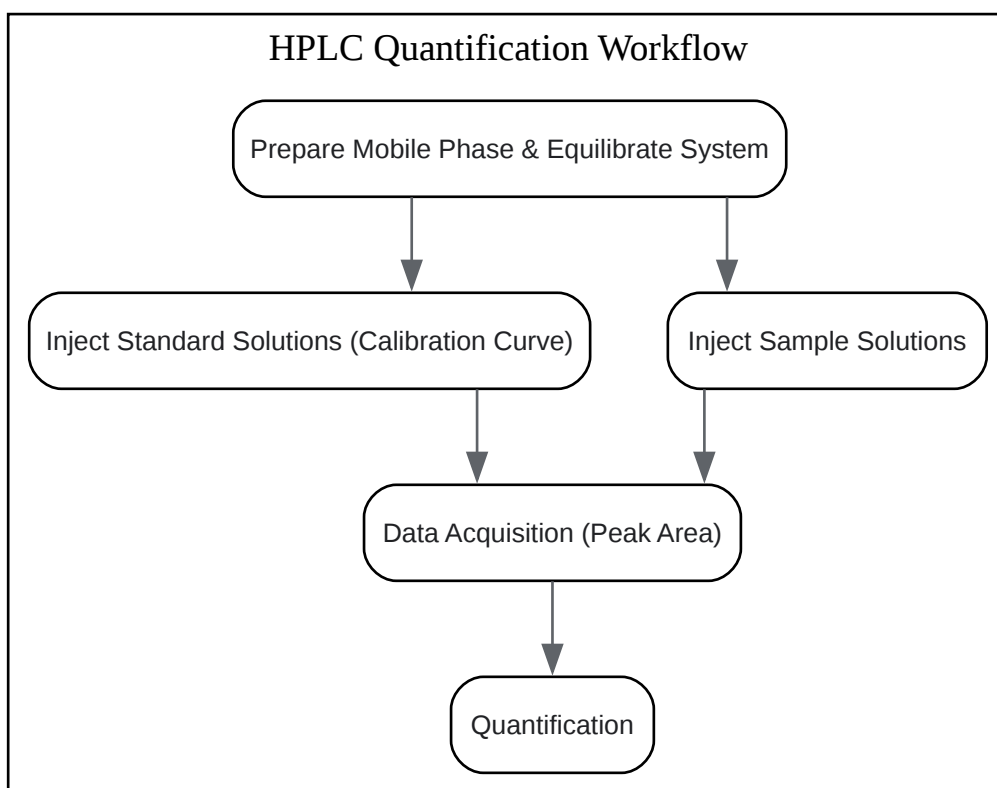 HPLC Quantification Workflow
Prepare Mobile Phase & Equilibrate System
Inject Standard Solutions (Calibration Curve)
Inject Sample Solutions
Data Acquisition (Peak Area)
Quantification